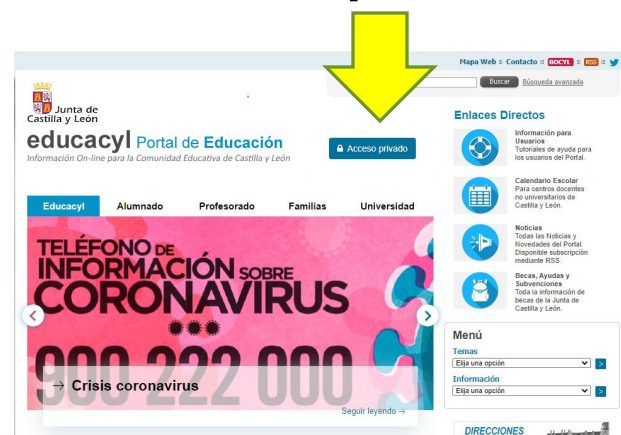 Mapa Web :: Contacto :: BOCYL :: RSS ::
Buscar Búsqueda avanzada
Junta de
Castilla y León
educacyl Portal de Educación
Información On-line para la Comunidad Educativa de Castilla y León
Acceso privado
Educacyl Alumnado Profesorado Familias Universidad
TELÉFONO DE
INFORMACIÓN SOBRE
CORONAVIRUS
900 222 000
→ Crisis coronavirus
Seguir leyendo →
Enlaces Directos
Información para
Usuarios
Tutoriales de ayuda para
los usuarios del Portal.
Calendario Escolar
Para centros docentes
no universitarios de
Castilla y León.
Noticias
Todas las Noticias y
Novedades del Portal.
Disponible subscripción
mediante RSS.
Becas, Ayudas y
Subvenciones
Toda la información de
becas de la Junta de
Castilla y León.
Menú
Temas
Elija una opción >
Información
Elija una opción >
DIRECCIONES